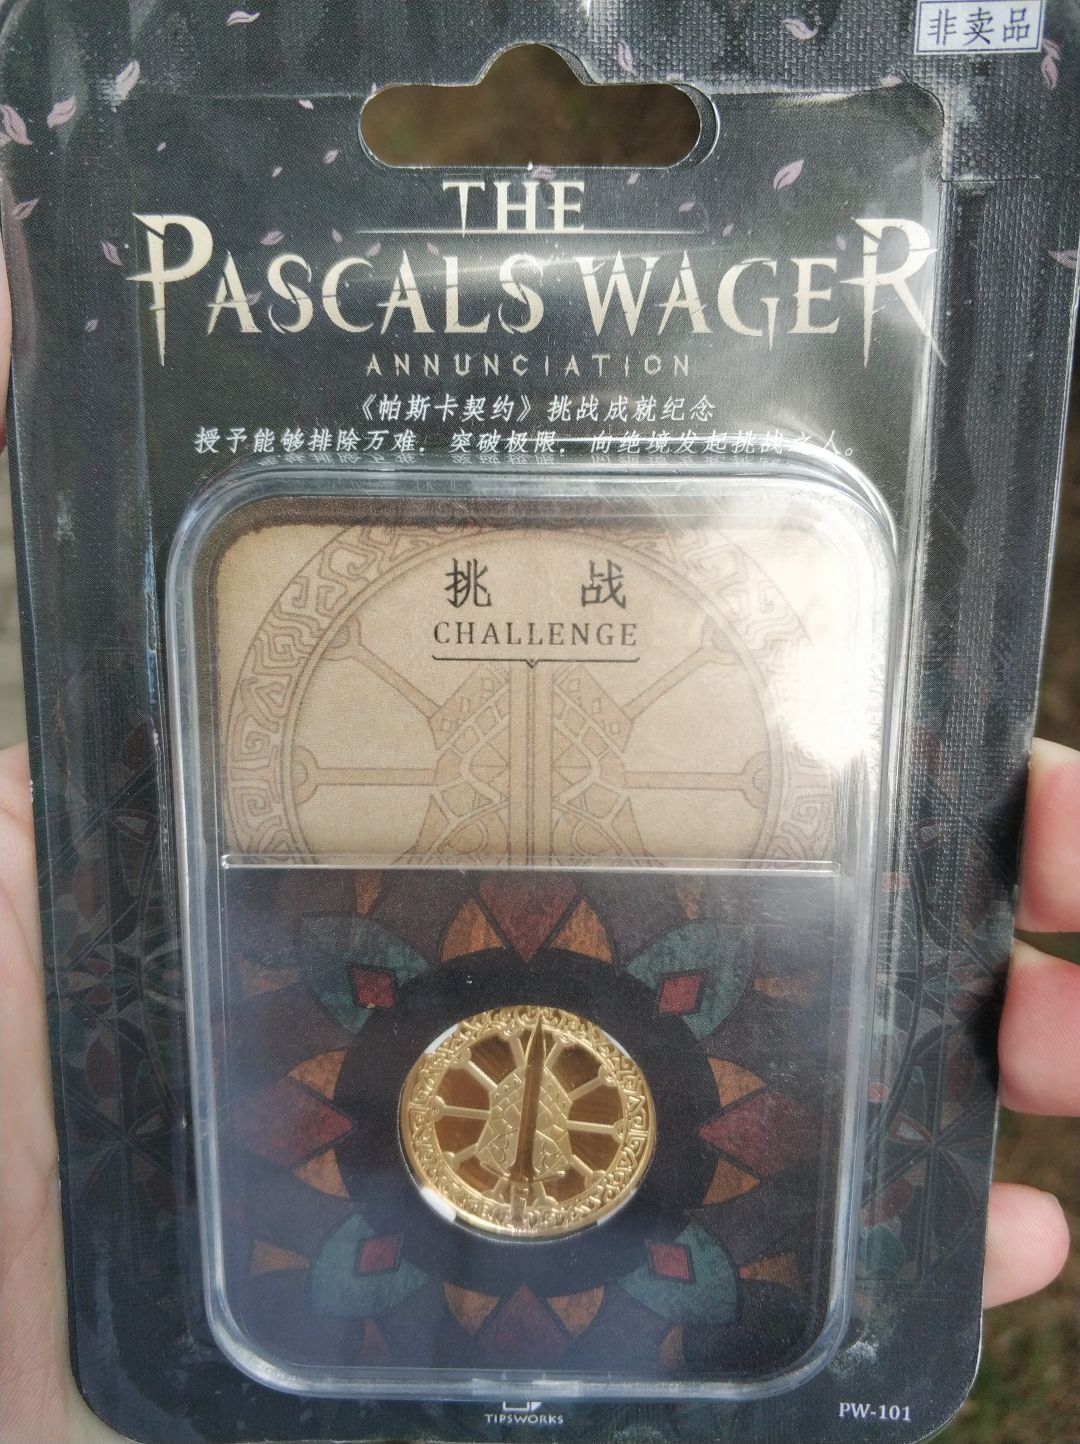 非卖品
THE
PASCALS WAGER
ANNUNCIATION
《帕斯卡契约》挑战成就纪念
授予能够排除万难，突破极限，向绝境发起挑战之人。
挑 战
CHALLENGE
TIPSWORKS
PW-101